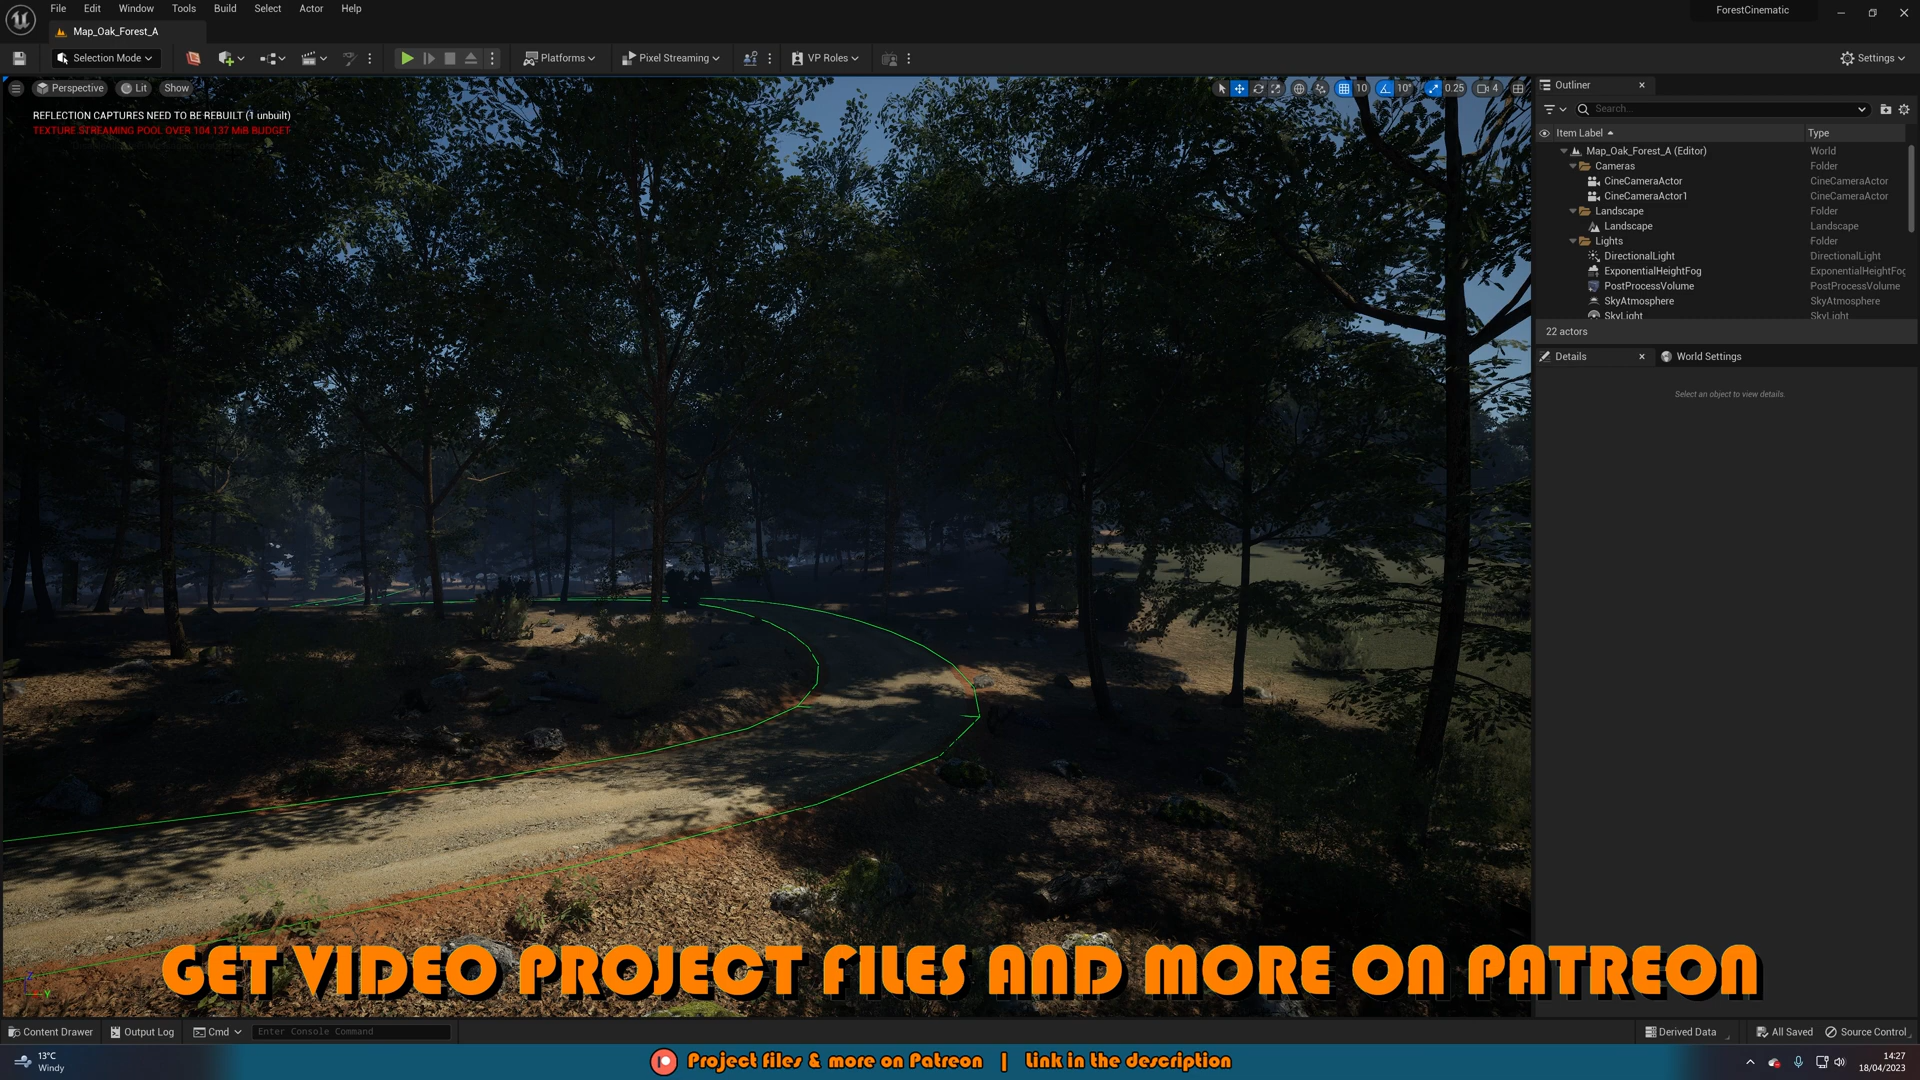 File Edit Window Tools Build Select Actor Help
ForestCinematic
Map_Oak_Forest_A
Selection Mode
Platforms
Pixel Streaming
VP Roles
Settings
Perspective Lit Show
10 10° 0.25 4
REFLECTION CAPTURES NEED TO BE REBUILT (1 unbuilt)
TEXTURE STREAMING POOL OVER 104.137 MiB BUDGET
Outliner
Search...
Item Label Type
Map_Oak_Forest_A (Editor) World
Cameras Folder
CineCameraActor CineCameraActor
CineCameraActor1 CineCameraActor
Landscape Folder
Landscape Landscape
Lights Folder
DirectionalLight DirectionalLight
ExponentialHeightFog ExponentialHeightFog
PostProcessVolume PostProcessVolume
SkyAtmosphere SkyAtmosphere
SkyLight SkyLight
22 actors
Details World Settings
Select an object to view details.
GET VIDEO PROJECT FILES AND MORE ON PATREON
Content Drawer Output Log Cmd Enter Console Command
Derived Data All Saved Source Control
13°C
Windy
Project files & more on Patreon | Link in the description
14:27
18/04/2023